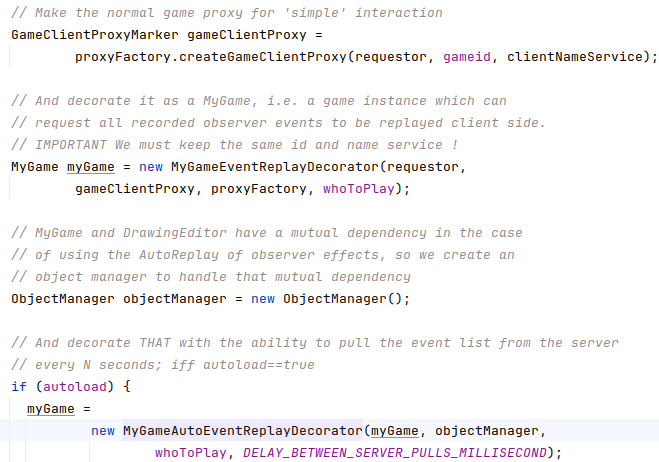 // Make the normal game proxy for 'simple' interaction
GameClientProxyMarker gameClientProxy =
proxyFactory.createGameClientProxy(requestor, gameid, clientNameService);
// And decorate it as a MyGame, i.e. a game instance which can
// request all recorded observer events to be replayed client side.
// IMPORTANT We must keep the same id and name service !
MyGame myGame = new MyGameEventReplayDecorator(requestor,
gameClientProxy, proxyFactory, whoToPlay);
// MyGame and DrawingEditor have a mutual dependency in the case
// of using the AutoReplay of observer effects, so we create an
// object manager to handle that mutual dependency
ObjectManager objectManager = new ObjectManager();
// And decorate THAT with the ability to pull the event list from the server
// every N seconds; iff autoload==true
if (autoload) {
myGame =
new MyGameAutoEventReplayDecorator(myGame, objectManager,
whoToPlay, DELAY_BETWEEN_SERVER_PULLS_MILLISECOND);